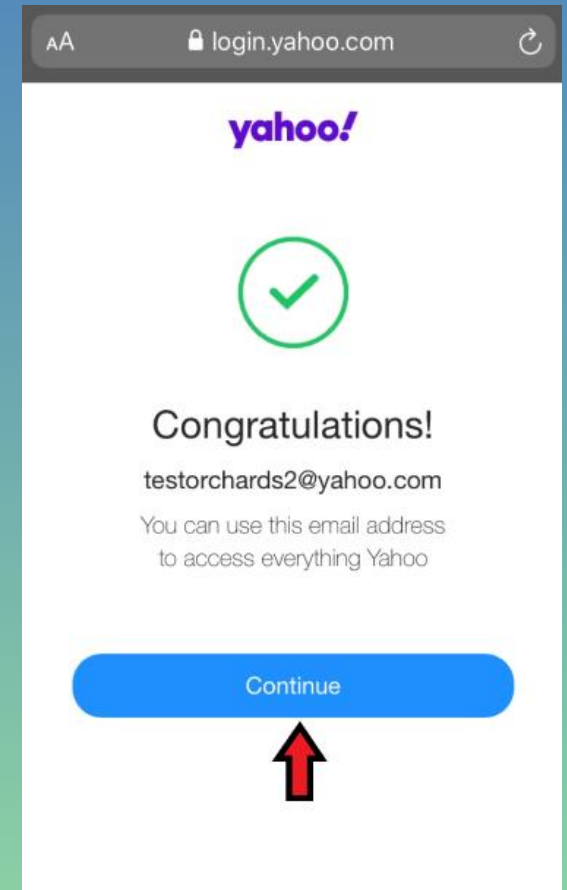 AA login.yahoo.com
yahoo!
Congratulations!
testorchards2@yahoo.com
You can use this email address
to access everything Yahoo
Continue